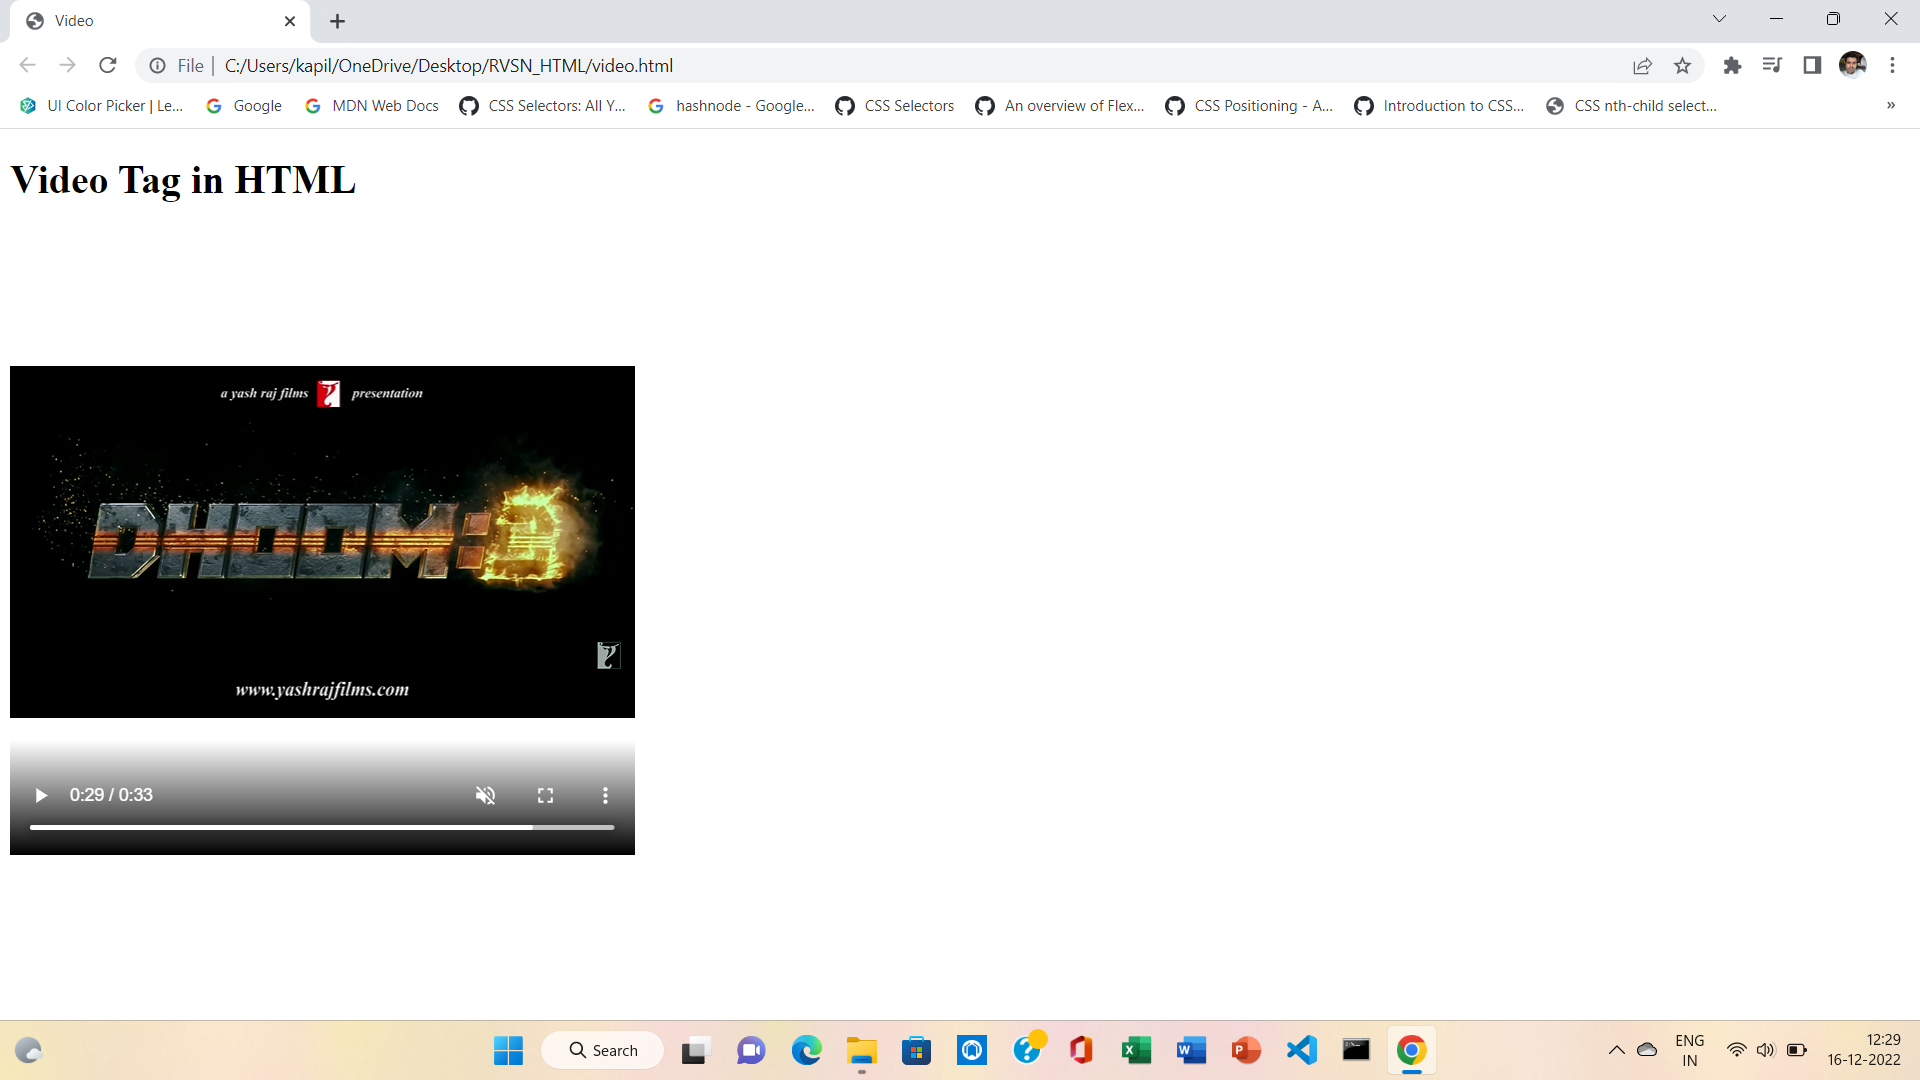 Video
File
C:/Users/kapil/OneDrive/Desktop/RVSN_HTML/video.html
UI Color Picker | Le...
Google
MDN Web Docs
CSS Selectors: All Y...
hashnode - Google...
CSS Selectors
An overview of Flex...
CSS Positioning - A...
Introduction to CSS...
CSS nth-child select...
»
Video Tag in HTML
a yash raj films presentation
DHOOM:3
www.yashrajfilms.com
0:29 / 0:33
Search
ENG
IN
12:29
16-12-2022